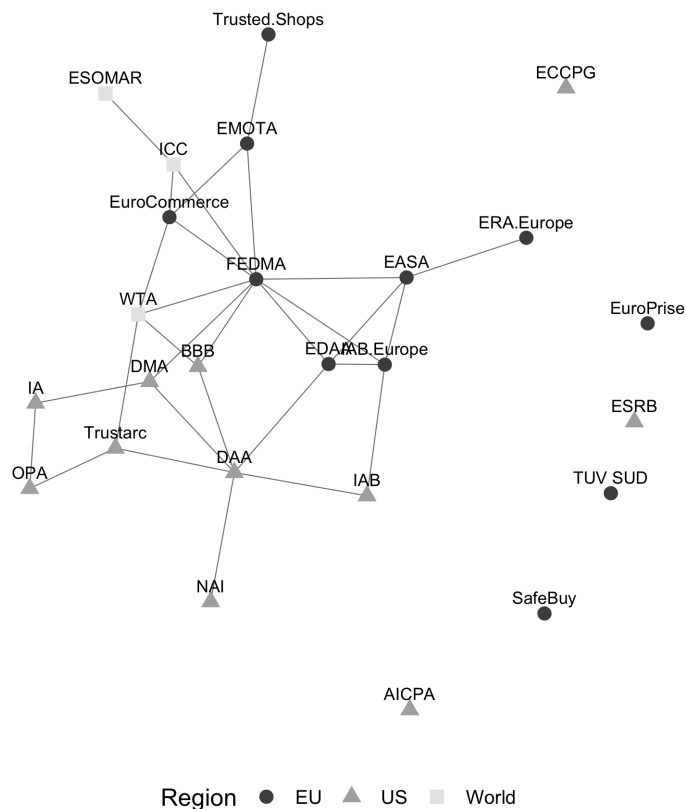 Trusted.Shops
ECCPG
ESOMAR
EMOTA
ICC
EuroCommerce
ERA.Europe
FEDMA
EASA
WTA
EuroPrise
BBB
EDAA
IAB.Europe
DMA
IA
ESRB
Trustarc
DAA
OPA
IAB
TUV SUD
NAI
SafeBuy
AICPA
Region EU US World